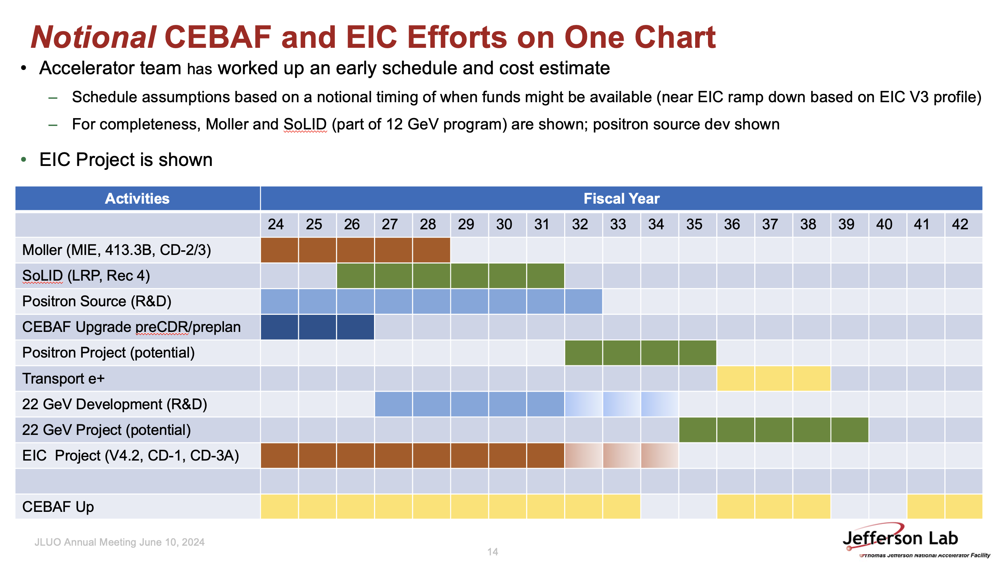 Notional CEBAF and EIC Efforts on One Chart
• Accelerator team has worked up an early schedule and cost estimate
– Schedule assumptions based on a notional timing of when funds might be available (near EIC ramp down based on EIC V3 profile)
– For completeness, Moller and SoLID (part of 12 GeV program) are shown; positron source dev shown
• EIC Project is shown
Activities Fiscal Year
24 25 26 27 28 29 30 31 32 33 34 35 36 37 38 39 40 41 42
Moller (MIE, 413.3B, CD-2/3)
SoLID (LRP, Rec 4)
Positron Source (R&D)
CEBAF Upgrade preCDR/preplan
Positron Project (potential)
Transport e+
22 GeV Development (R&D)
22 GeV Project (potential)
EIC  Project (V4.2, CD-1, CD-3A)
CEBAF Up
JLUO Annual Meeting June 10, 2024
14
Jefferson Lab
Thomas Jefferson National Accelerator Facility